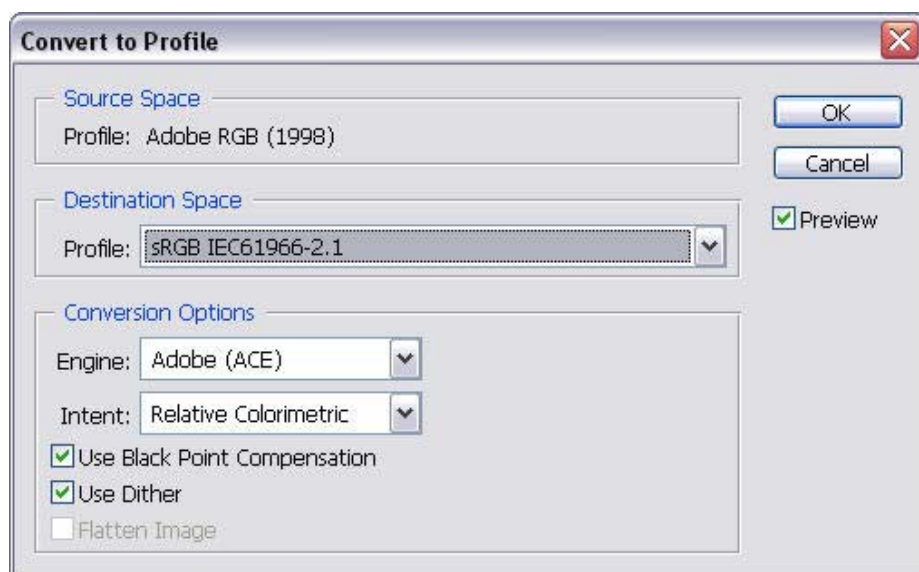 Convert to Profile
Source Space
Profile: Adobe RGB (1998)
OK
Cancel
Preview
Destination Space
Profile: sRGB IEC61966-2.1
Conversion Options
Engine: Adobe (ACE)
Intent: Relative Colorimetric
Use Black Point Compensation
Use Dither
Flatten Image